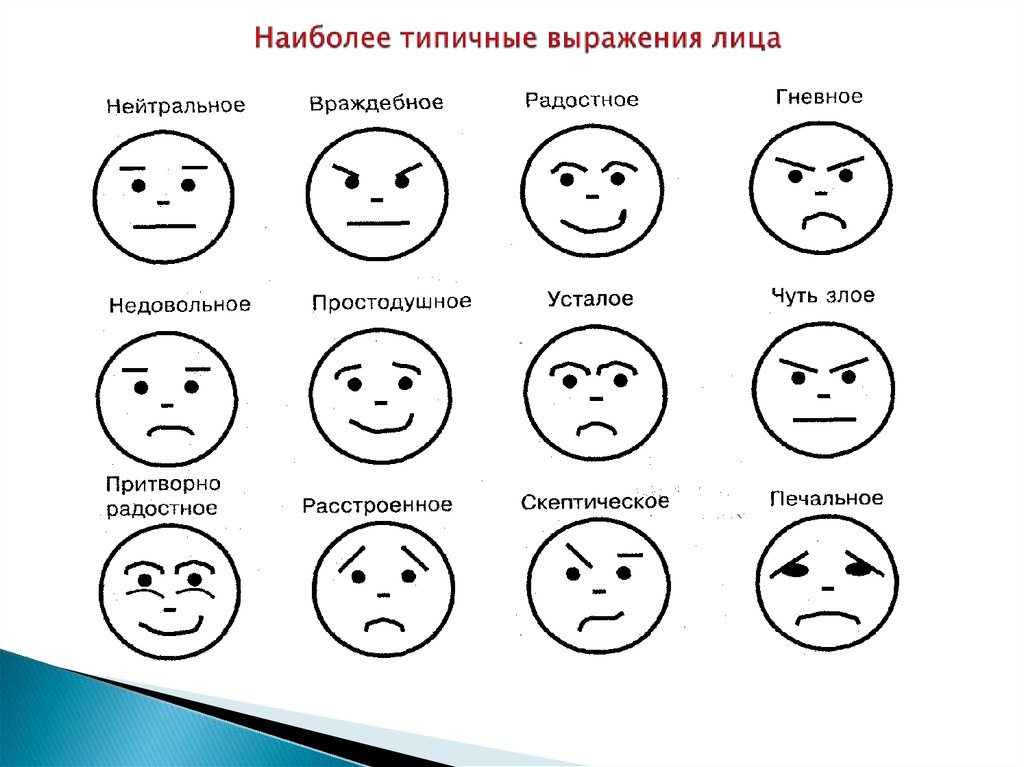 Наиболее типичные выражения лица
Нейтральное
Враждебное
Радостное
Гневное
Недовольное
Простодушное
Усталое
Чуть злое
Притворно
радостное
Расстроенное
Скептическое
Печальное